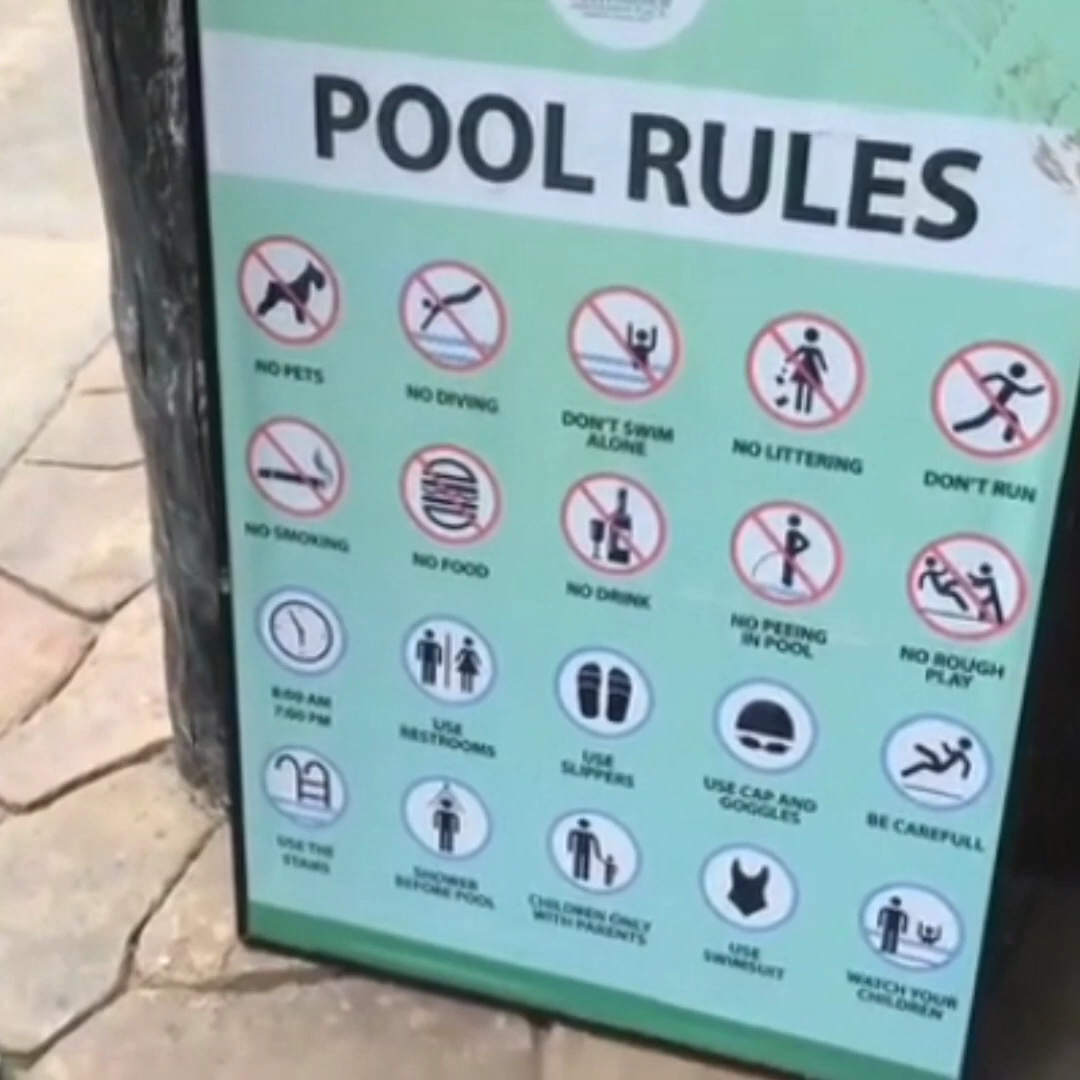 POOL RULES
NO PETS
NO DIVING
DON'T SWIM
ALONE
NO LITTERING
DON'T RUN
NO SMOKING
NO FOOD
NO DRINK
NO PEEING
IN POOL
NO ROUGH
PLAY
8:00 AM
7:00 PM
USE
RESTROOMS
USE
SLIPPERS
USE CAP AND
GOGGLES
BE CAREFULL
USE THE
STAIRS
SHOWER
BEFORE POOL
CHILDREN ONLY
WITH PARENTS
USE
SWIMSUIT
WATCH YOUR
CHILDREN